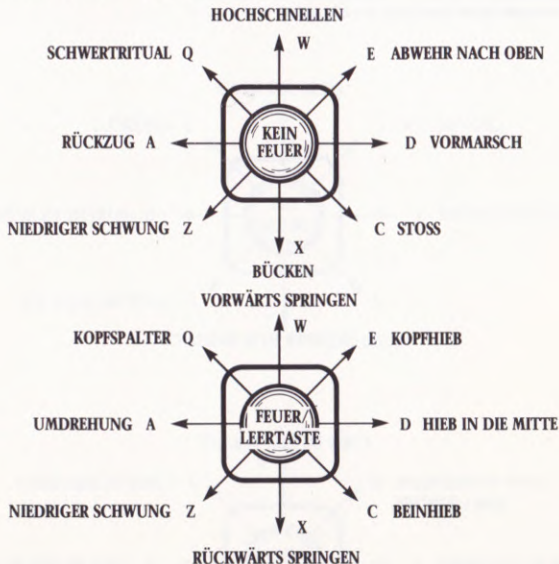 HOCHSCHNELLEN
W
SCHWERTRITUAL Q
E ABWEHR NACH OBEN
RÜCKZUG A
KEIN
FEUER
D VORMARSCH
NIEDRIGER SCHWUNG Z
C STOSS
X
BÜCKEN
VORWÄRTS SPRINGEN
W
KOPFSPALTER Q
E KOPFHIEB
UMDREHUNG A
FEUER/
LEERTASTE
D HIEB IN DIE MITTE
NIEDRIGER SCHWUNG Z
C BEINHIEB
X
RÜCKWÄRTS SPRINGEN